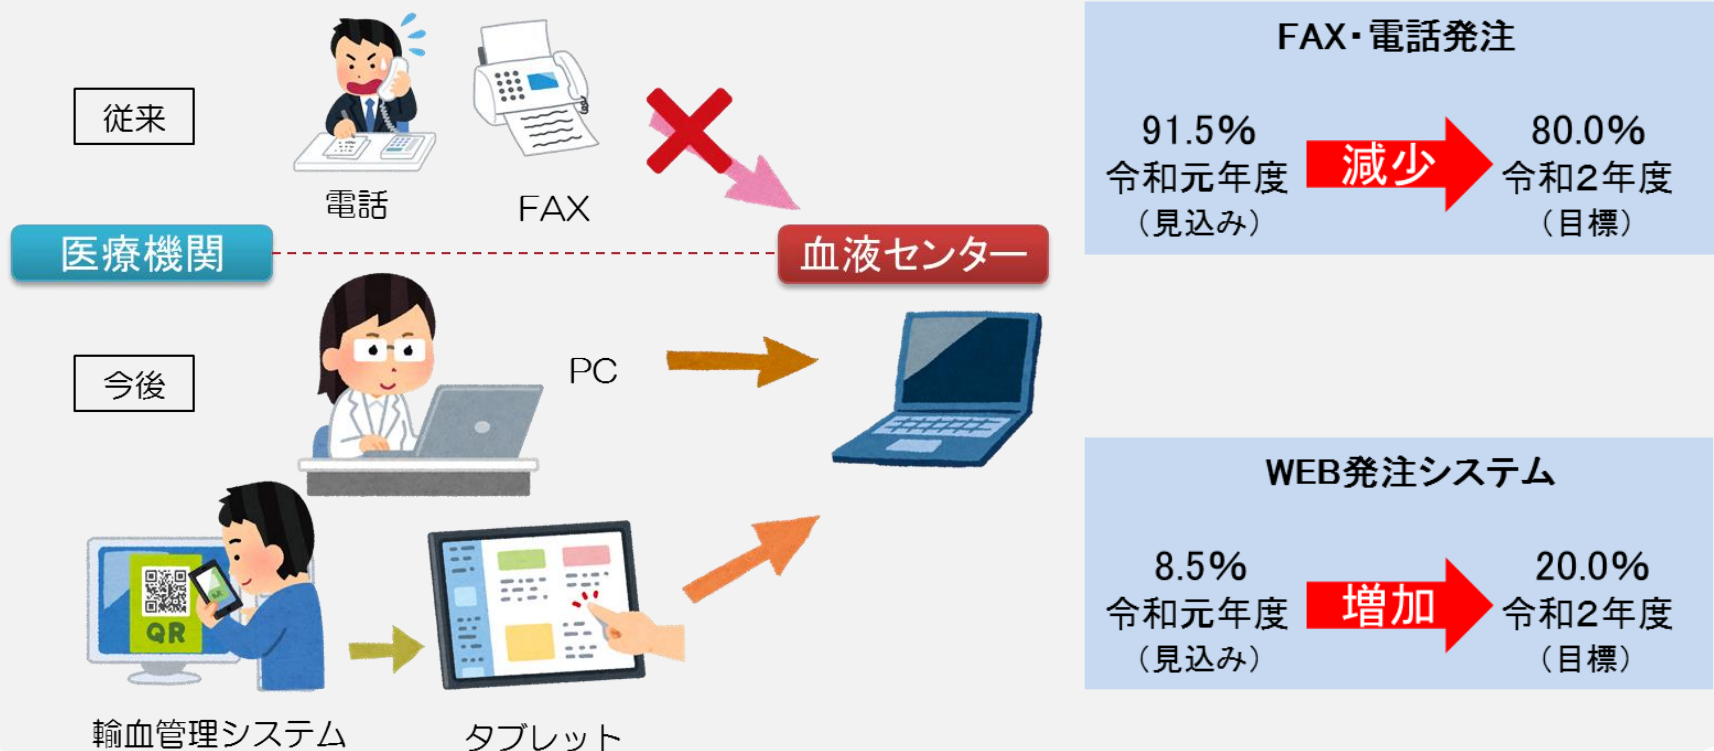 従来
電話
FAX
医療機関
血液センター
今後
PC
QR
輸血管理システム
タブレット
FAX・電話発注
91.5%
令和元年度
（見込み）
減少
80.0%
令和2年度
（目標）
WEB発注システム
8.5%
令和元年度
（見込み）
増加
20.0%
令和2年度
（目標）